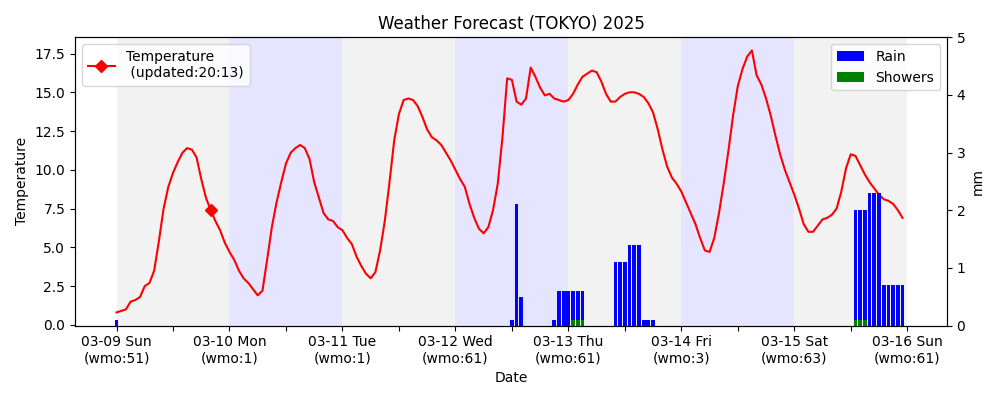 Weather Forecast (TOKYO) 2025
Temperature
(updated:20:13)
Rain
Showers
Temperature
17.5
15.0
12.5
10.0
7.5
5.0
2.5
0.0
5
4
3
2
1
0
mm
03-09 Sun
(wmo:51)
03-10 Mon
(wmo:1)
03-11 Tue
(wmo:1)
03-12 Wed
(wmo:61)
03-13 Thu
(wmo:61)
03-14 Fri
(wmo:3)
03-15 Sat
(wmo:63)
03-16 Sun
(wmo:61)
Date